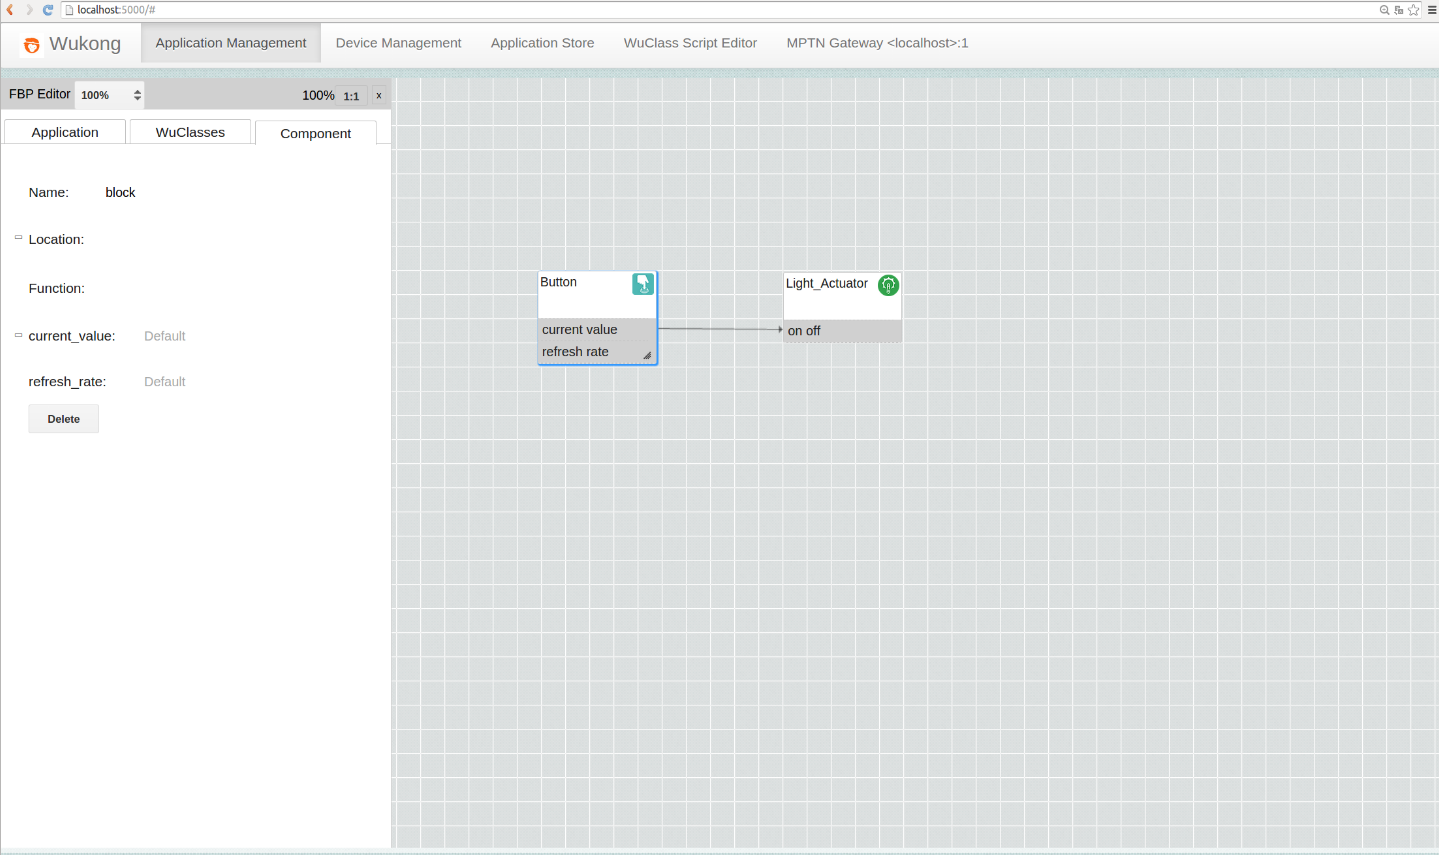 localhost:5000/#
Wukong Application Management Device Management Application Store WuClass Script Editor MPTN Gateway <localhost>:1
FBP Editor 100% 100% 1:1 x
Application WuClasses Component
Name: block
Location:
Function:
current_value: Default
refresh_rate: Default
Delete
Button
current value
refresh rate
Light_Actuator
on off